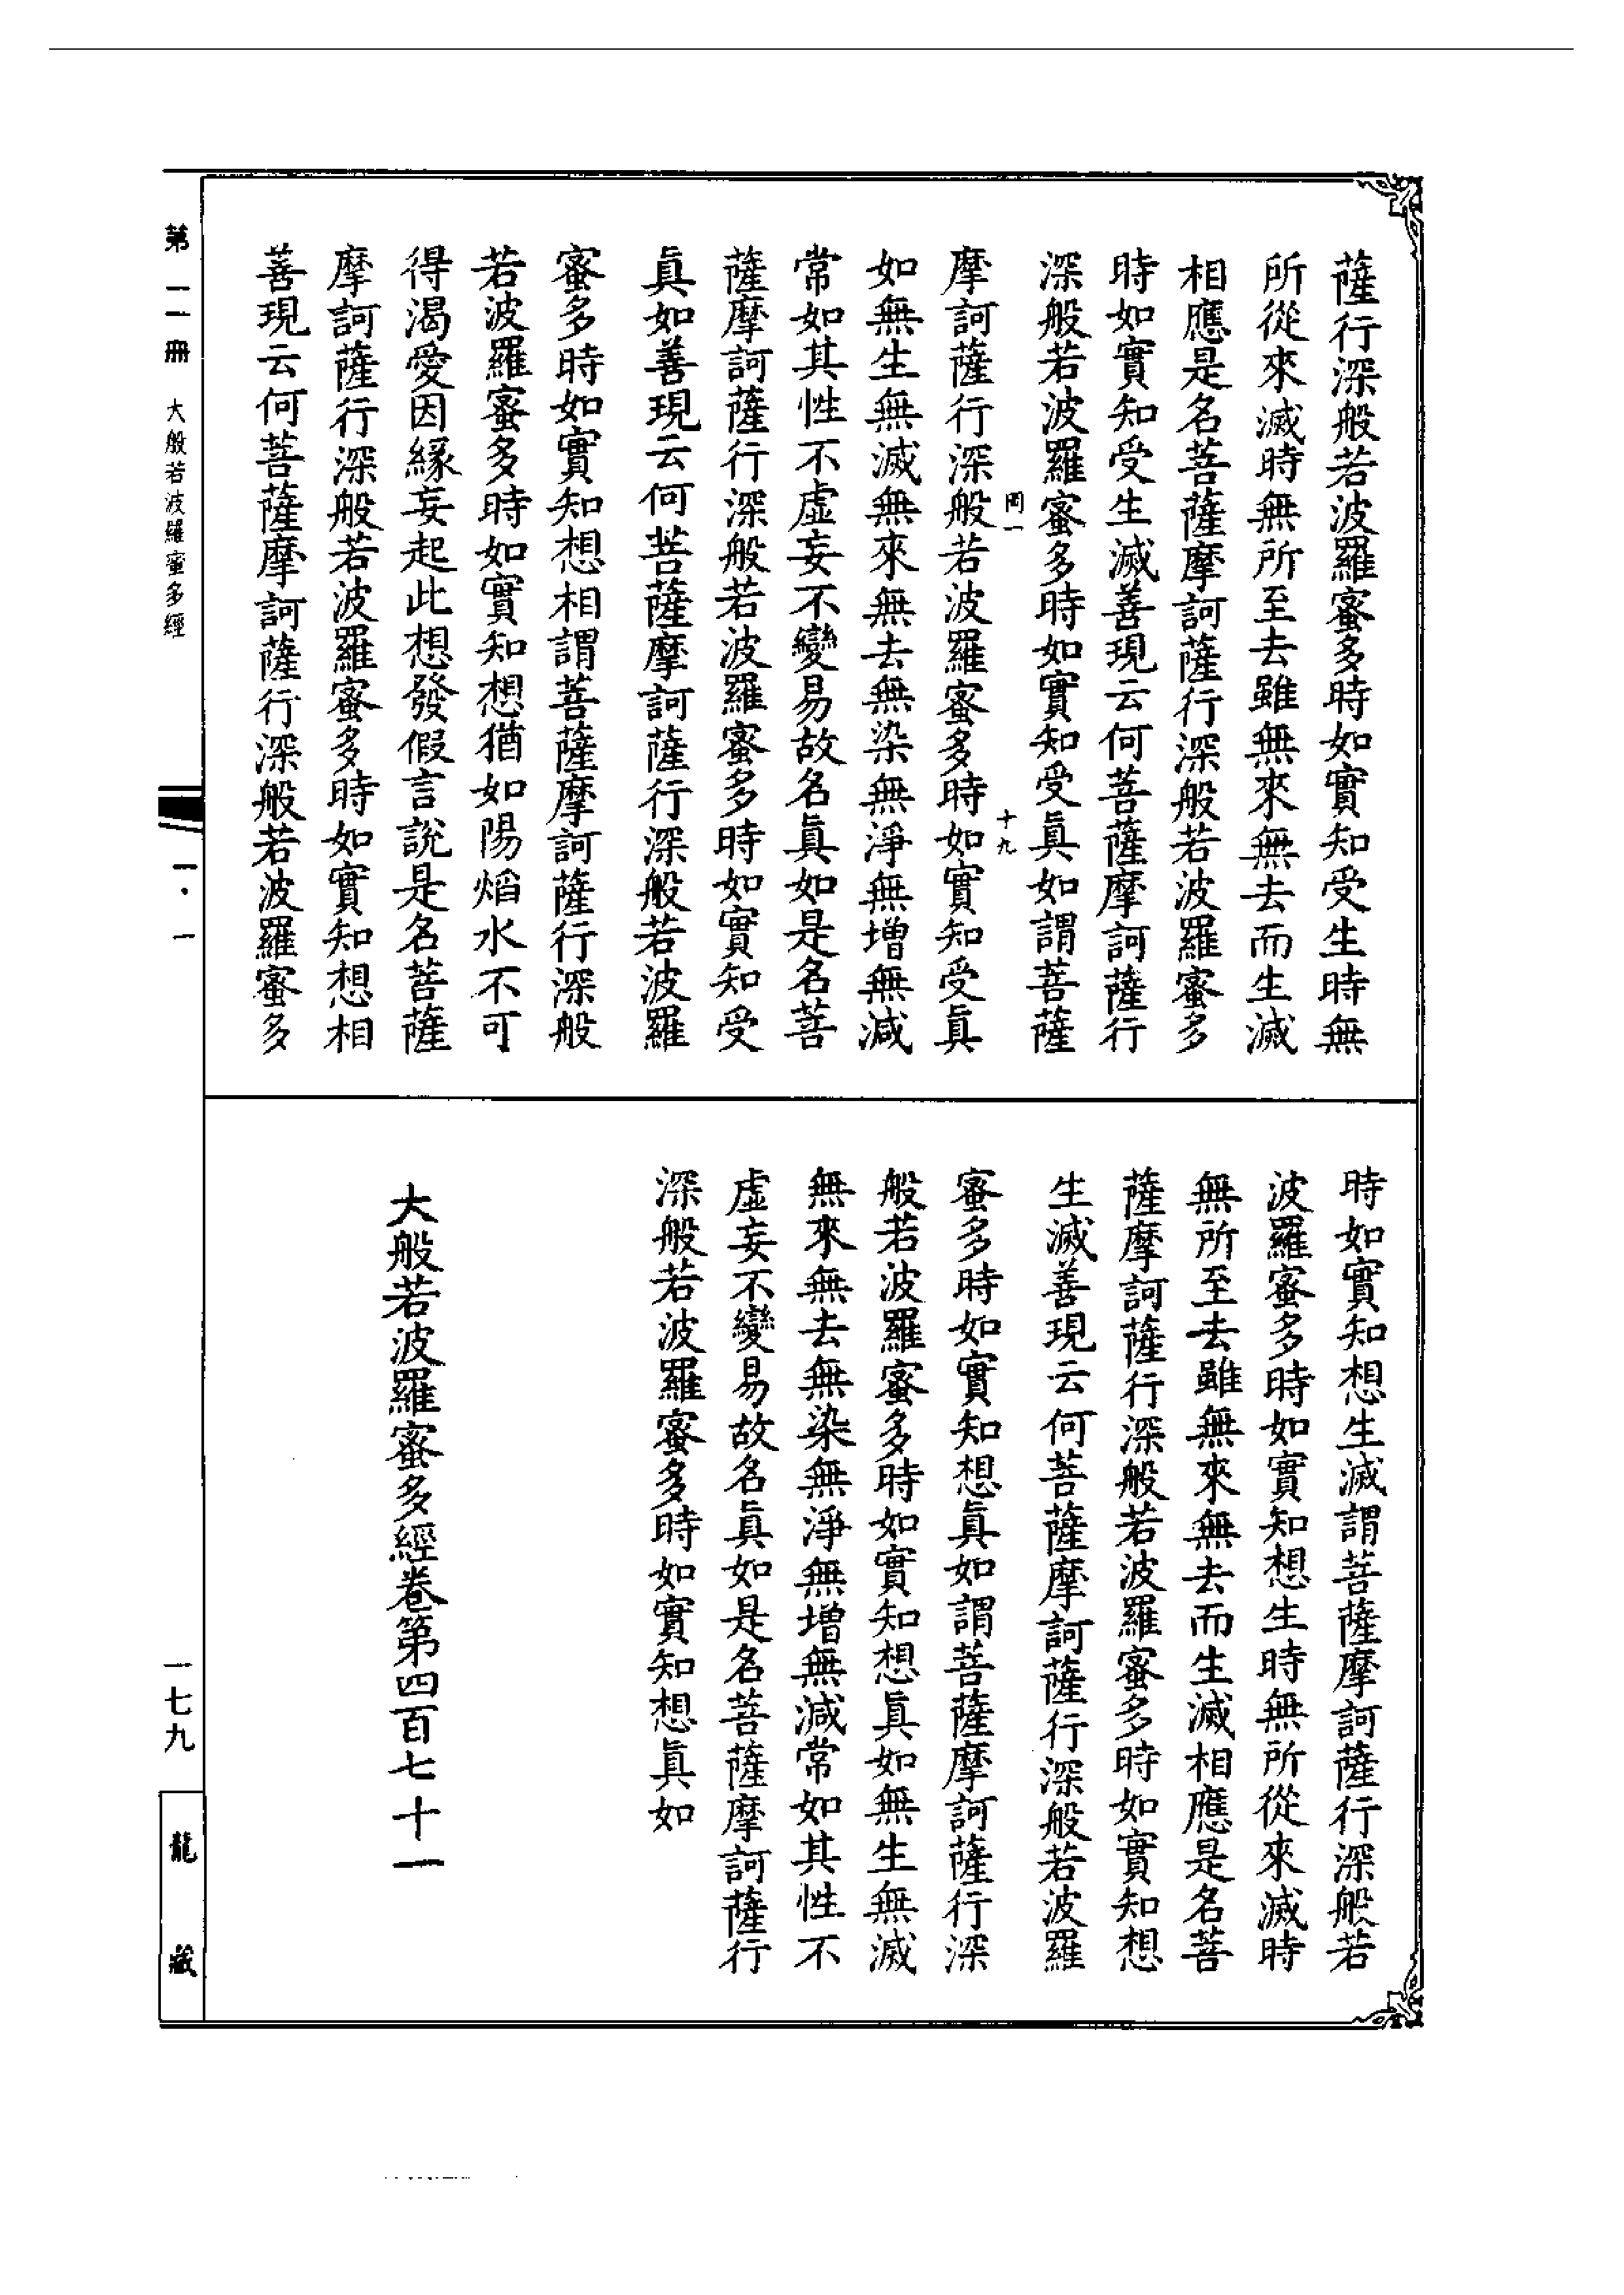 薩行深般若波羅蜜多時如實知受生時無
所從來滅時無所至去雖無來無去而生滅
相應是名菩薩摩訶薩行深般若波羅蜜多
時如實知受生滅善現云何菩薩摩訶薩行
深般若波羅蜜多時如實知受眞如謂菩薩
十九
摩訶薩行深般若波羅蜜多時如實知受眞
如無生無滅無來無去無染無淨無增無減
常如其性不虛妄不變易故名眞如是名菩
薩摩訶薩行深般若波羅蜜多時如實知受
眞如善現云何菩薩摩訶薩行深般若波羅
蜜多時如實知想相謂菩薩摩訶薩行深般
若波羅蜜多時如實知想猶如陽焰水不可
得渴愛因緣妄起此想發假言說是名菩薩
摩訶薩行深般若波羅蜜多時如實知想相
善現云何菩薩摩訶薩行深般若波羅蜜多
時如實知想生滅謂菩薩摩訶薩行深般若
波羅蜜多時如實知想生時無所從來滅時
無所至去雖無來無去而生滅相應是名菩
薩摩訶薩行深般若波羅蜜多時如實知想
生滅善現云何菩薩摩訶薩行深般若波羅
蜜多時如實知想眞如謂菩薩摩訶薩行深
般若波羅蜜多時如實知想眞如無生無滅
無來無去無染無淨無增無減常如其性不
虛妄不變易故名眞如是名菩薩摩訶薩行
深般若波羅蜜多時如實知想眞如
大般若波羅蜜多經卷第四百七十一
大般若波羅蜜多經
一七九
龍藏